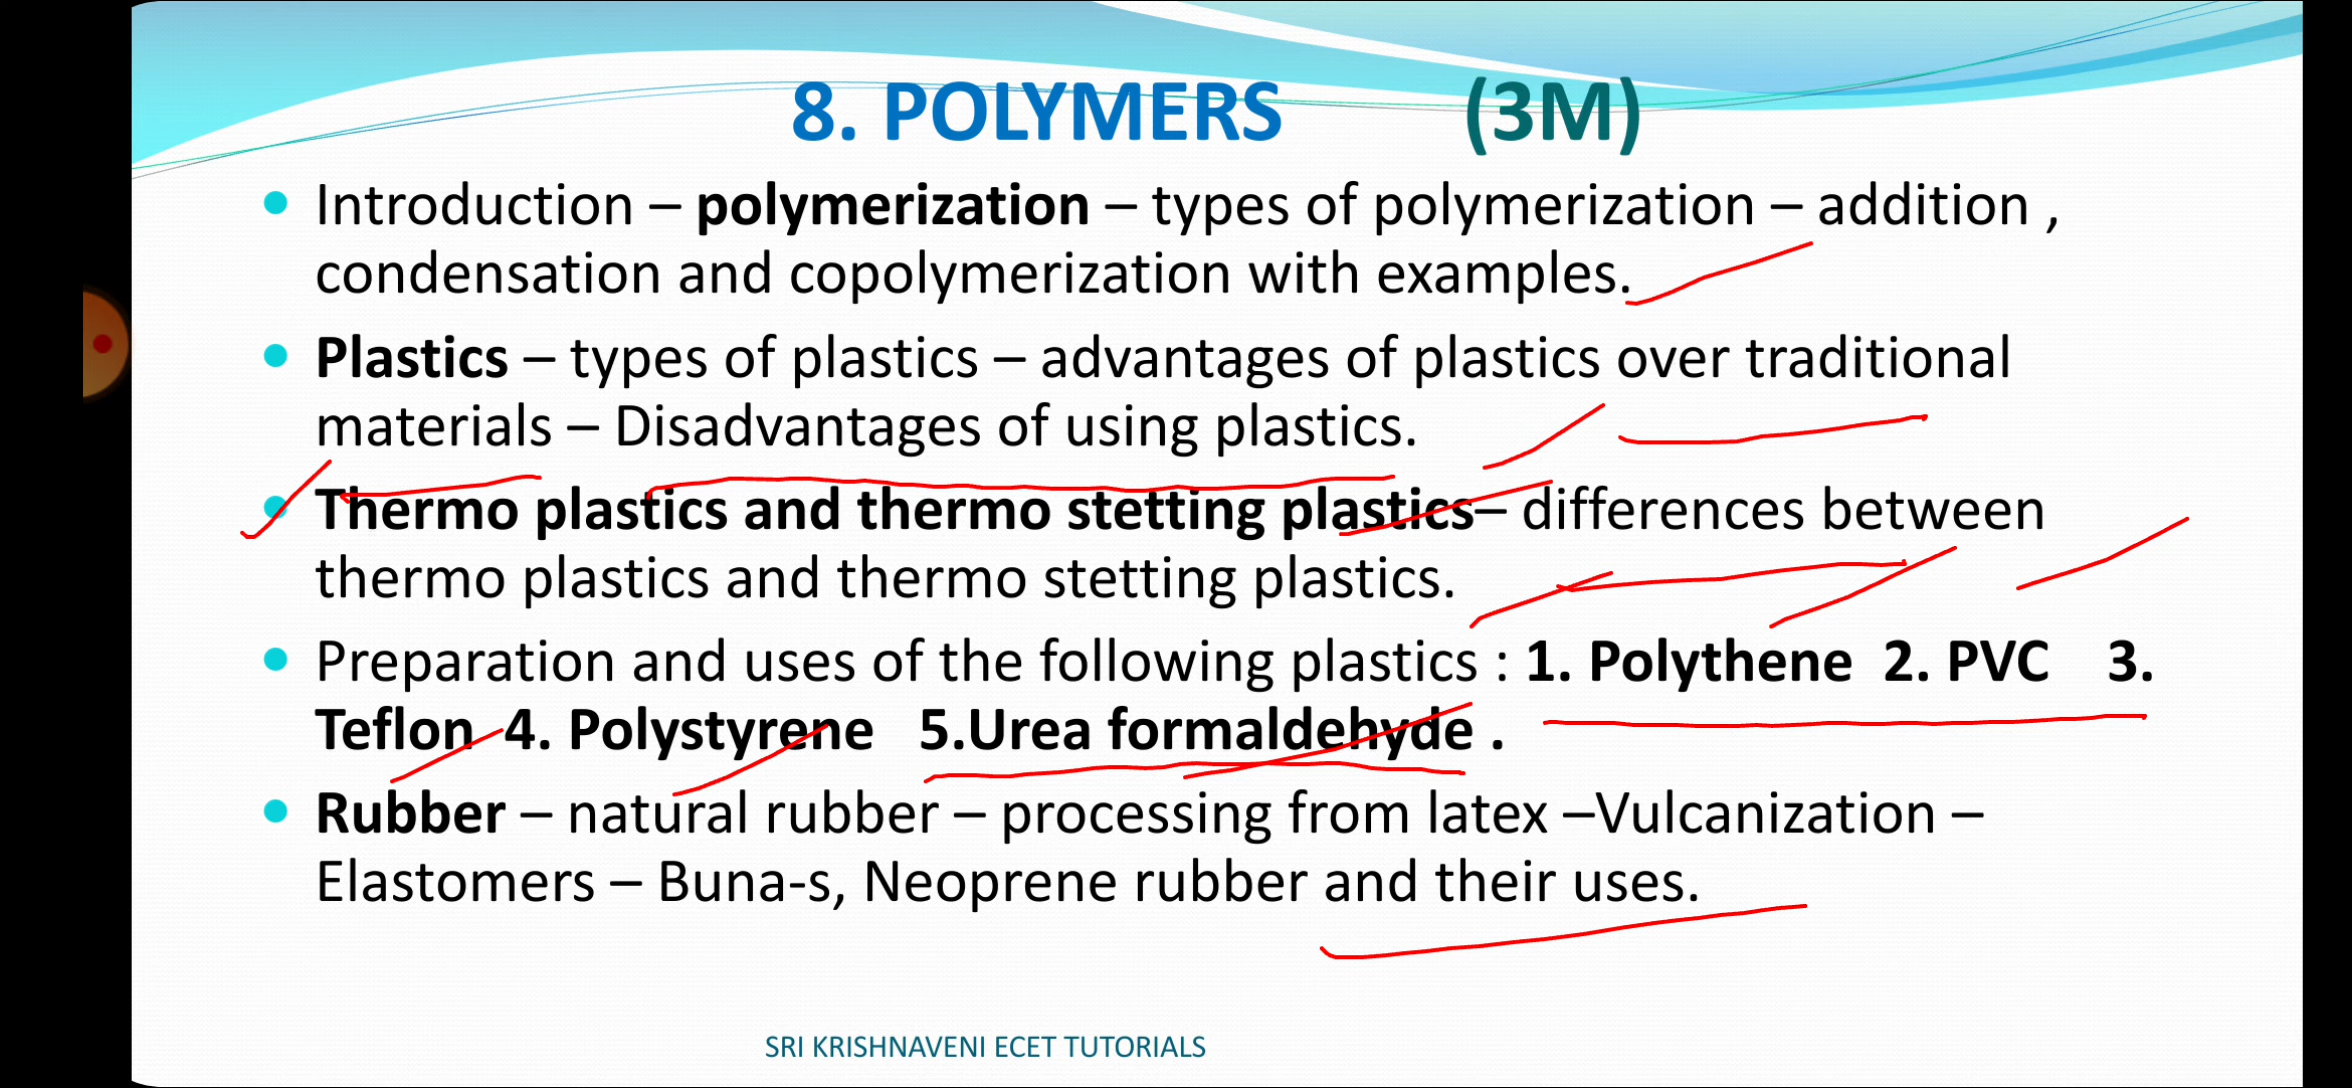 8. POLYMERS (3M)
Introduction – polymerization – types of polymerization – addition ,
condensation and copolymerization with examples.
Plastics – types of plastics – advantages of plastics over traditional
materials – Disadvantages of using plastics.
Thermo plastics and thermo stetting plastics– differences between
thermo plastics and thermo stetting plastics.
Preparation and uses of the following plastics : 1. Polythene 2. PVC 3.
Teflon 4. Polystyrene 5.Urea formaldehyde .
Rubber – natural rubber – processing from latex –Vulcanization –
Elastomers – Buna-s, Neoprene rubber and their uses.
SRI KRISHNAVENI ECET TUTORIALS